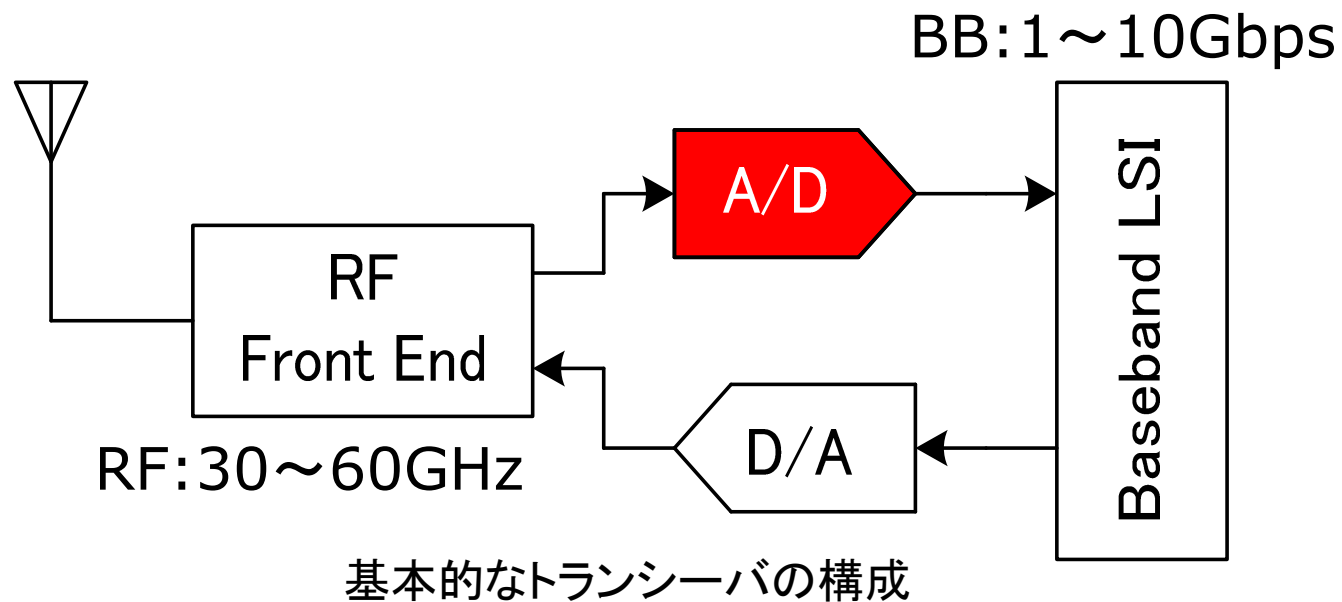 BB:1～10Gbps
A/D
RF
Front End
Baseband LSI
D/A
RF:30～60GHz
基本的なトランシーバの構成